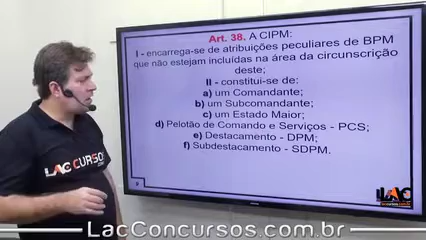 Art. 38. A CIPM:
I - encarrega-se de atribuições peculiares de BPM
que não estejam incluídas na área da circunscrição
deste;
II - constitui-se de:
a) um Comandante;
b) um Subcomandante;
c) um Estado Maior;
d) Pelotão de Comando e Serviços - PCS;
e) Destacamento - DPM;
f) Subdestacamento - SDPM.
LAC CURSOS
LAC
LacConcursos.com.br